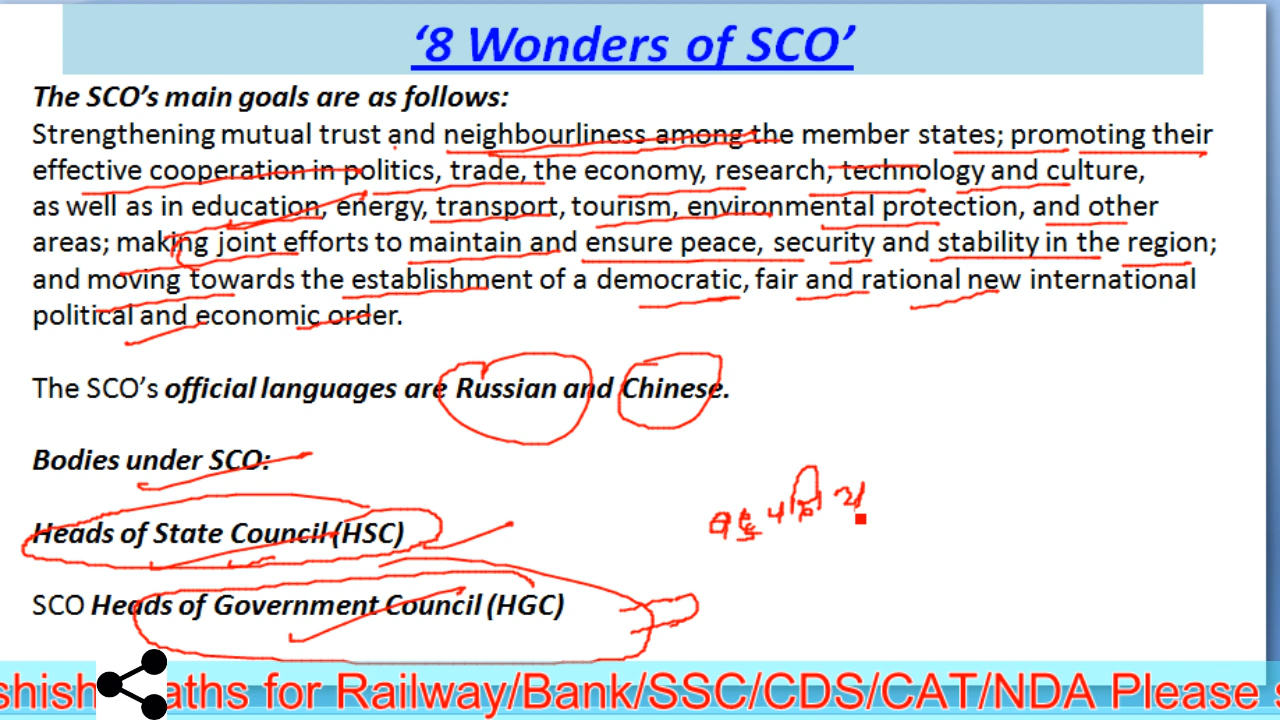 ‘8 Wonders of SCO’
The SCO’s main goals are as follows:
Strengthening mutual trust and neighbourliness among the member states; promoting their
effective cooperation in politics, trade, the economy, research, technology and culture,
as well as in education, energy, transport, tourism, environmental protection, and other
areas; making joint efforts to maintain and ensure peace, security and stability in the region;
and moving towards the establishment of a democratic, fair and rational new international
political and economic order.
The SCO’s official languages are Russian and Chinese.
Bodies under SCO:
Heads of State Council (HSC)
SCO Heads of Government Council (HGC)
for Railway/Bank/SSC/CDS/CAT/NDA Please